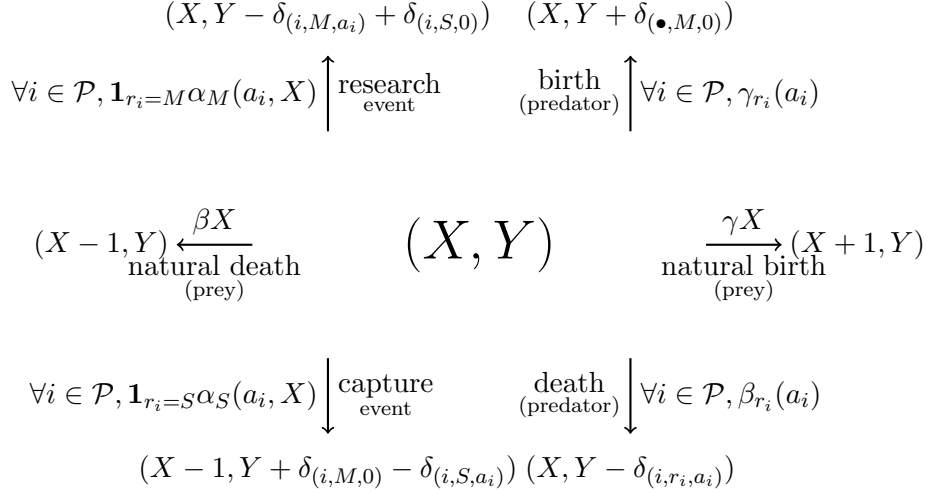 (X, Y − δ_{(i,M,a_i)} + δ_{(i,S,0)}) (X, Y + δ_{(•,M,0)})
∀i ∈ 𝒫, 𝟏_{r_i=M} α_M(a_i, X) research birth ∀i ∈ 𝒫, γ_{r_i}(a_i)
event (predator)
βX γX
(X − 1, Y) (X, Y) (X + 1, Y)
natural death natural birth
(prey) (prey)
∀i ∈ 𝒫, 𝟏_{r_i=S} α_S(a_i, X) capture death ∀i ∈ 𝒫, β_{r_i}(a_i)
event (predator)
(X − 1, Y + δ_{(i,M,0)} − δ_{(i,S,a_i)}) (X, Y − δ_{(i,r_i,a_i)})